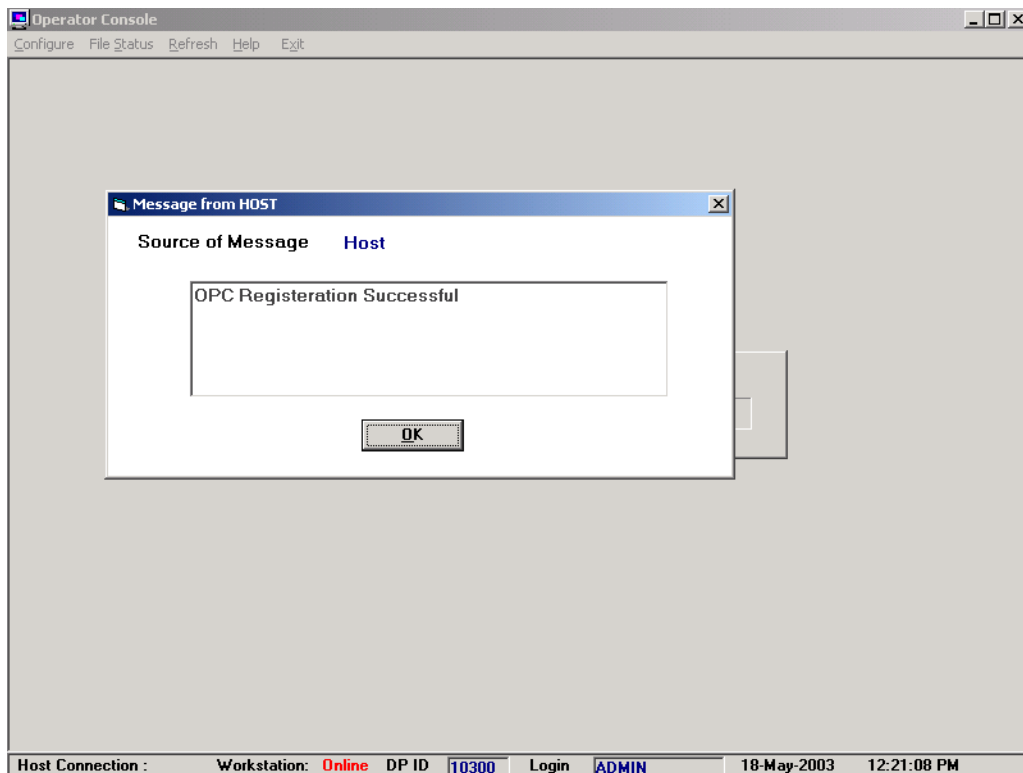 Operator Console
Configure File Status Refresh Help Exit
Message from HOST
Source of Message Host
OPC Registeration Successful
OK
Host Connection : Workstation: Online DP ID 10300 Login ADMIN 18-May-2003 12:21:08 PM